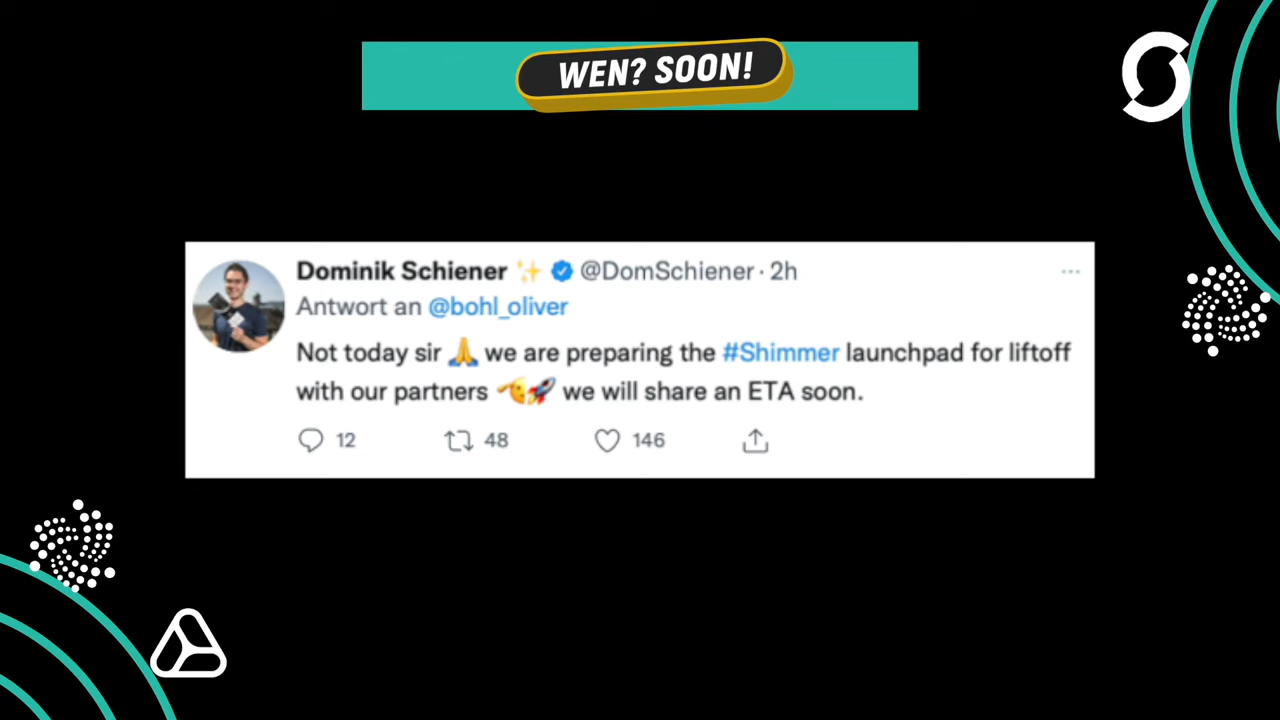 WEN? SOON!
Dominik Schiener ✨ @DomSchiener · 2h
Antwort an @bohl_oliver
Not today sir 🙏 we are preparing the #Shimmer launchpad for liftoff
with our partners 🫡🚀 we will share an ETA soon.
12 48 146